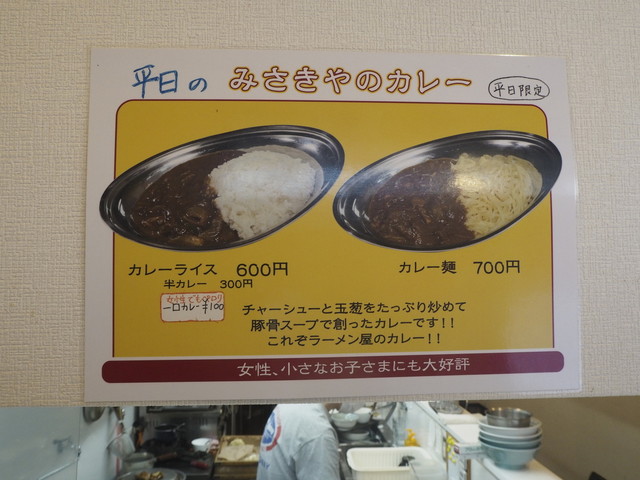 平日の みさきやのカレー
平日限定
カレーライス 600円
半カレー 300円
カレー麺 700円
一口カレー ¥100
チャーシューと玉葱をたっぷり炒めて
豚骨スープで創ったカレーです!!
これぞラーメン屋のカレー!!
女性、小さなお子さまにも大好評